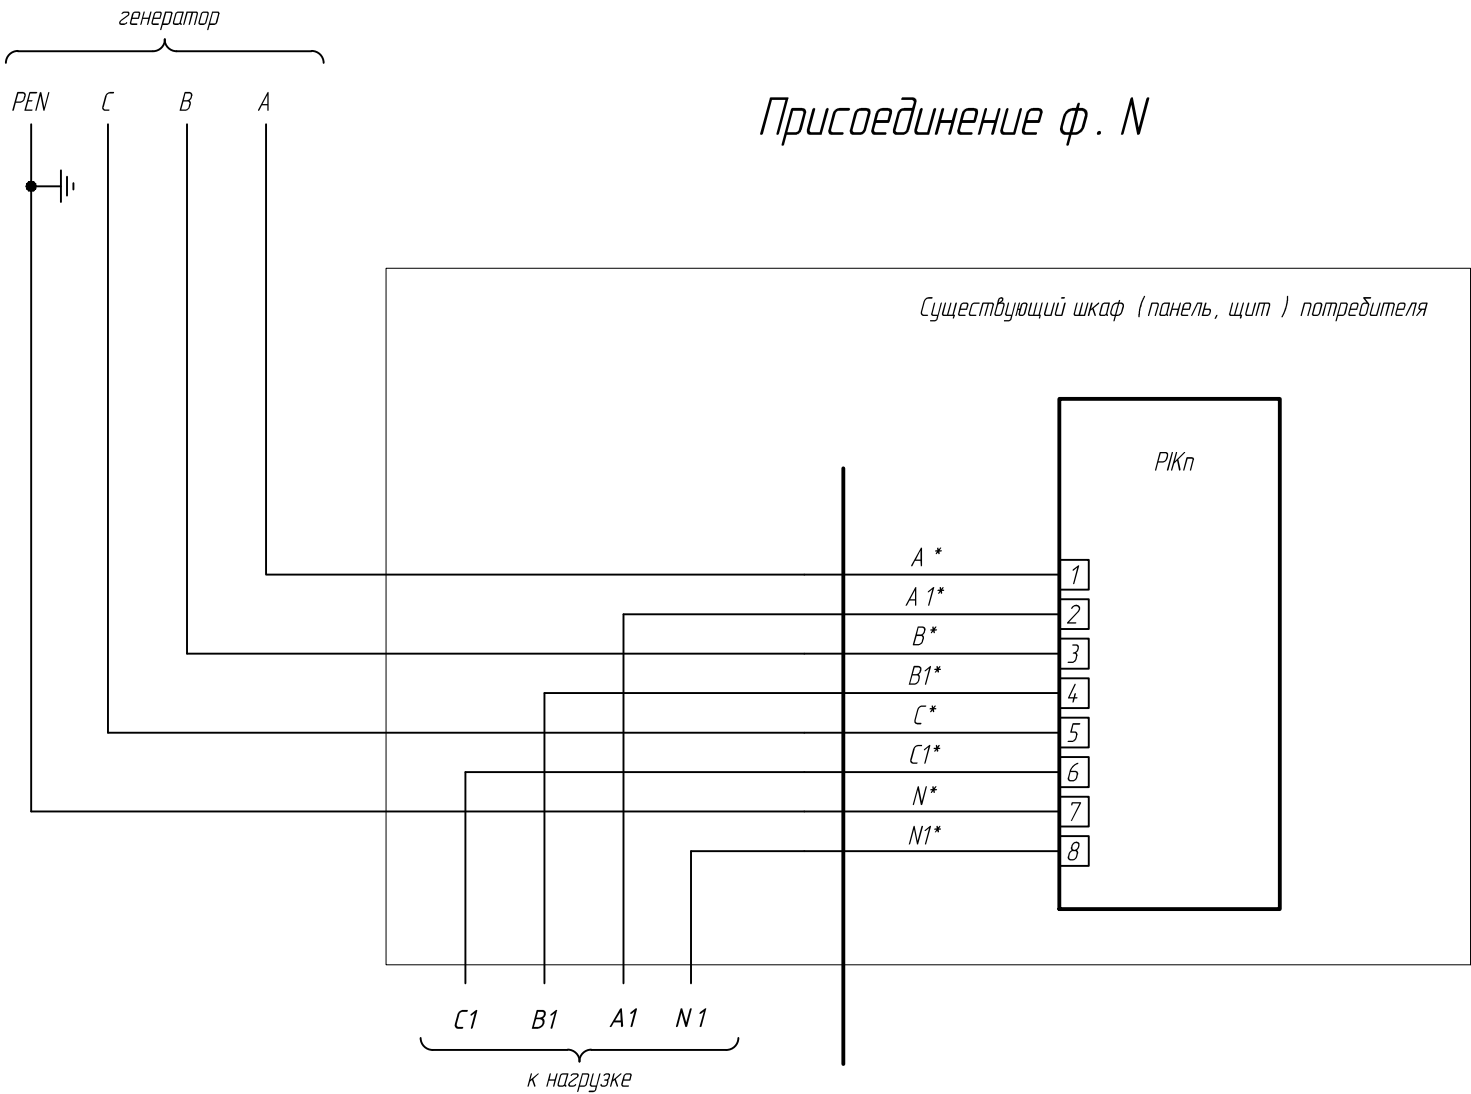 генератор
PEN C B A
Присоединение ф. N
Существующий шкаф (панель, щит ) потребителя
PIKn
A *
1
A 1*
2
B*
3
B1*
4
C*
5
C1*
6
N*
7
N1*
8
C1 B1 A1 N1
к нагрузке